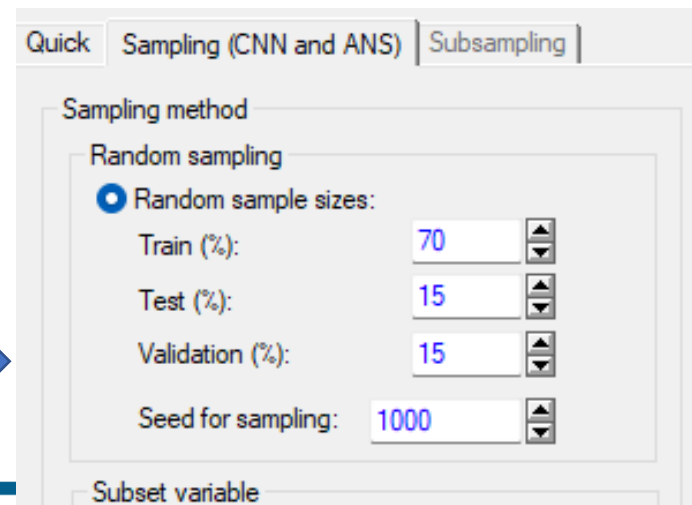 Quick Sampling (CNN and ANS) Subsampling
Sampling method
Random sampling
Random sample sizes:
Train (%): 70
Test (%): 15
Validation (%): 15
Seed for sampling: 1000
Subset variable